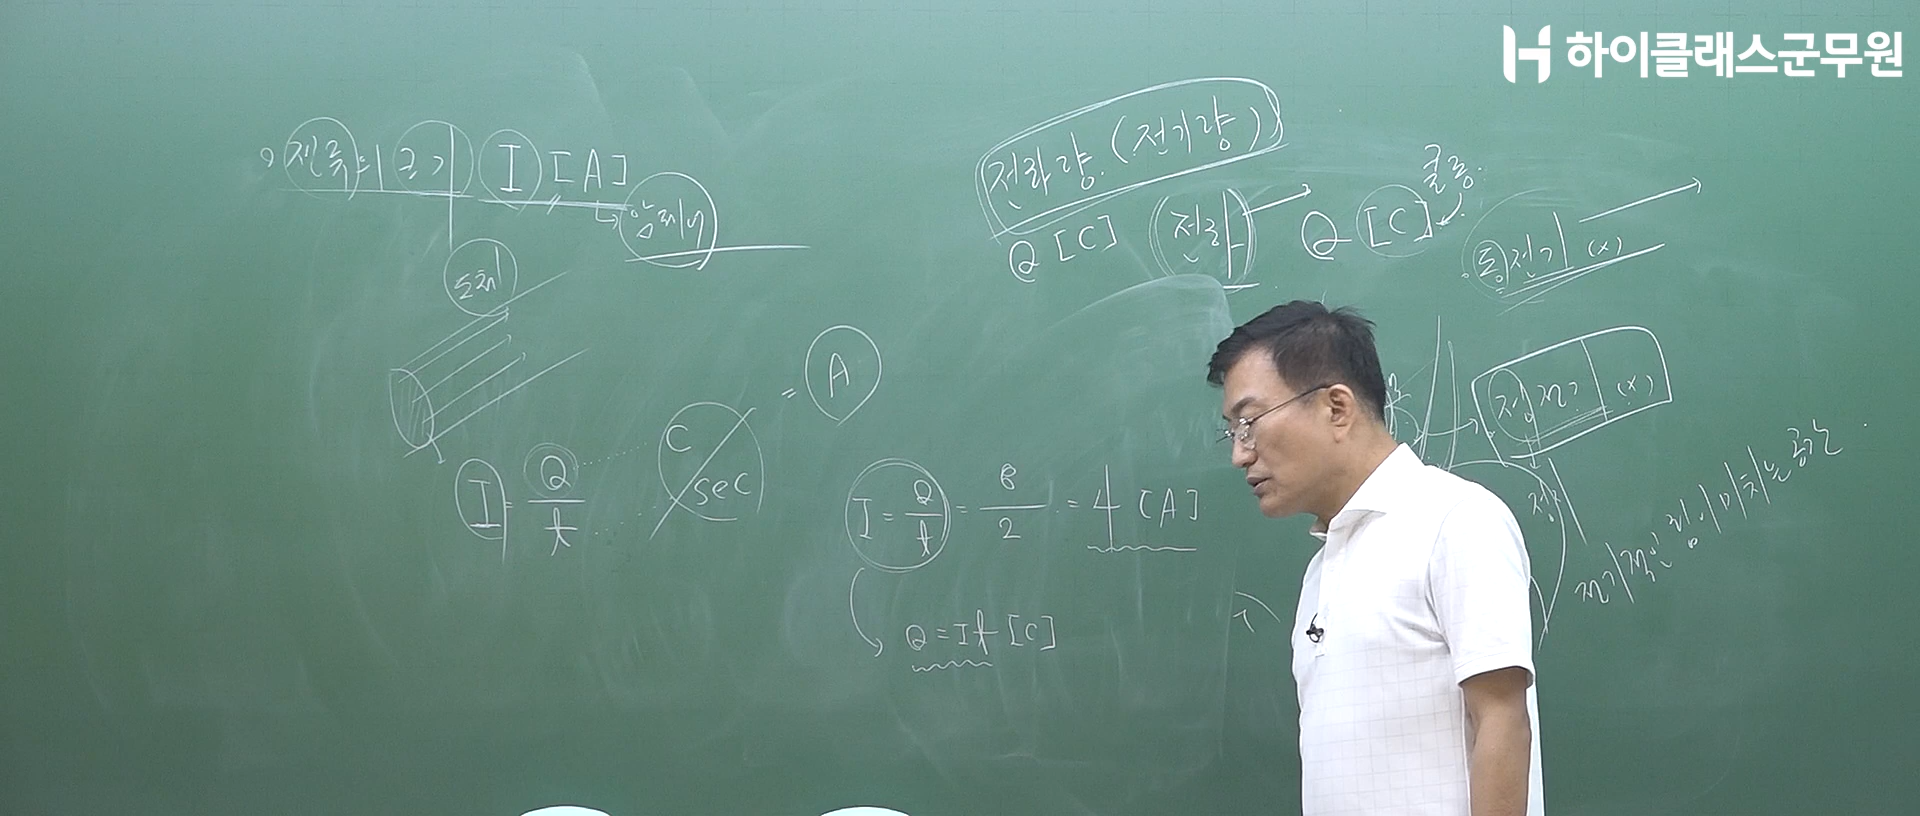 하이클래스군무원
전류의 크기 I [A]
암페어
도체
I = Q/t
C/sec = A
전하량 (전기량)
Q [C] 전하 Q [C] 쿨롱
동전기 (x)
정전기 (x)
정지
전기적인 힘이 미치는 공간
I = Q/t = 8/2 = 4 [A]
Q = It [C]